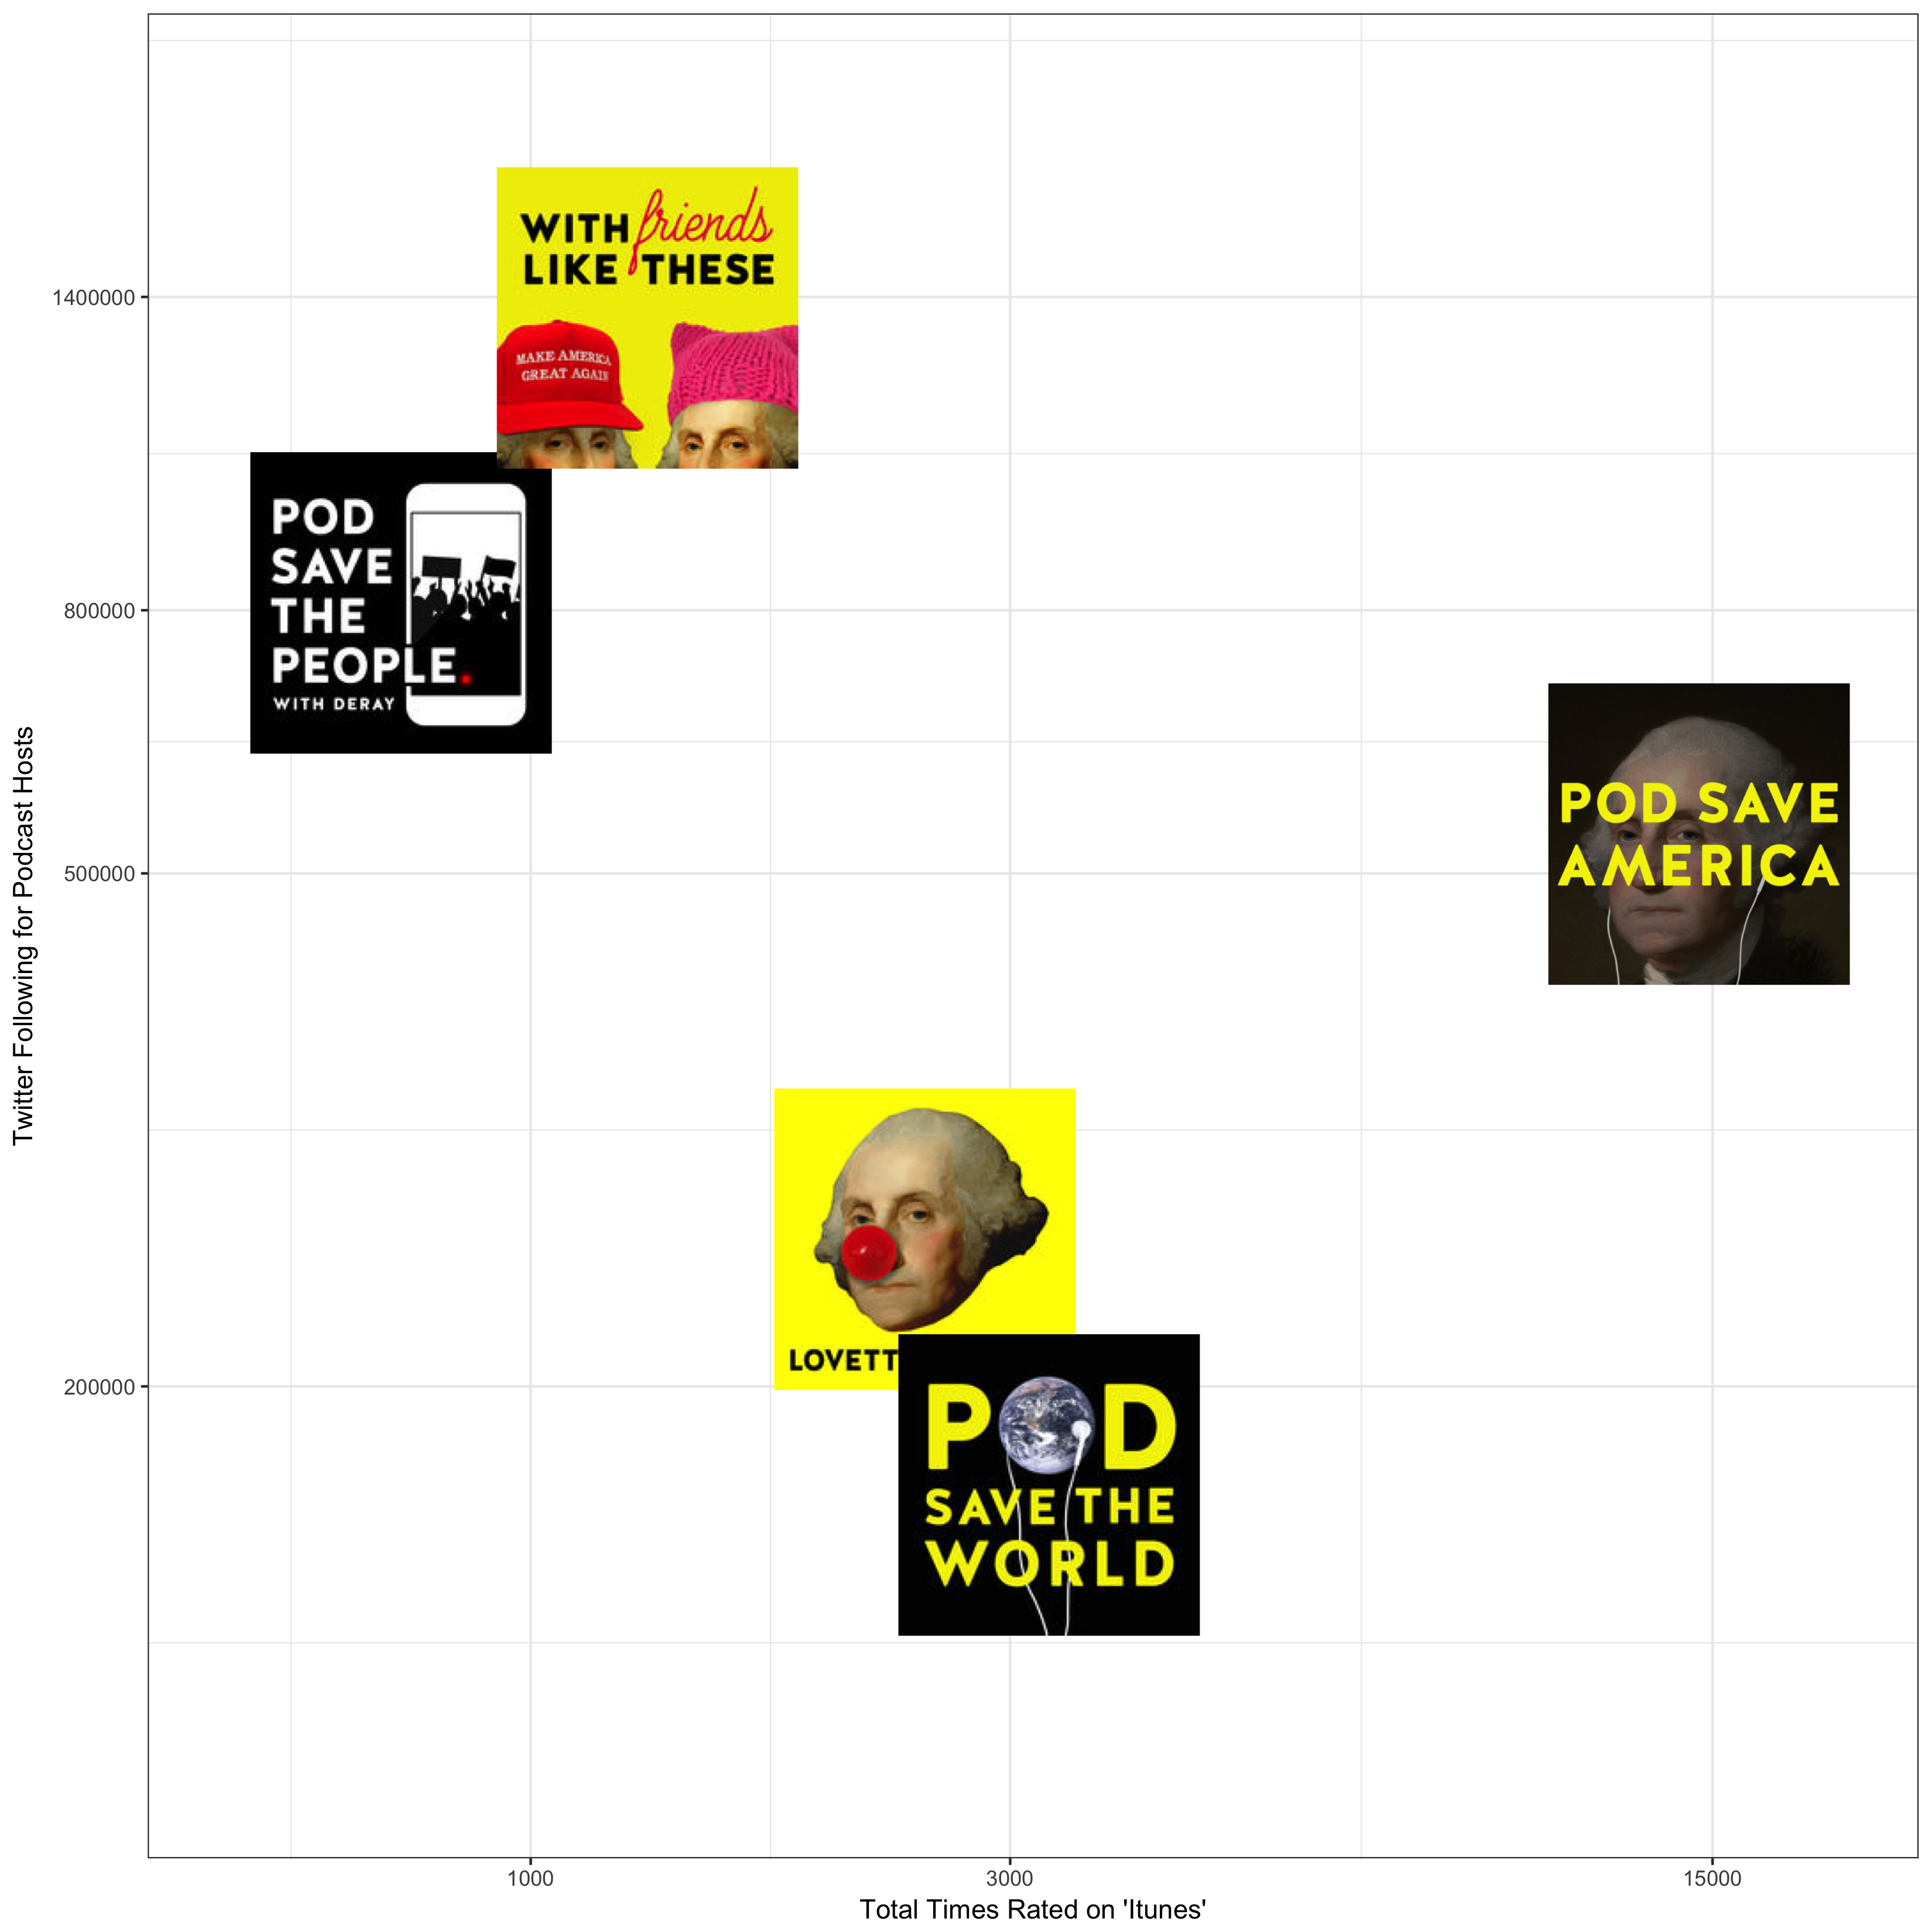 WITH friends
LIKE THESE
MAKE AMERICA
GREAT AGAIN
1400000
POD
SAVE
THE
PEOPLE.
WITH DERAY
800000
POD SAVE
AMERICA
500000
LOVETT
200000
POD
SAVE THE
WORLD
Twitter Following for Podcast Hosts
1000
3000
15000
Total Times Rated on 'Itunes'